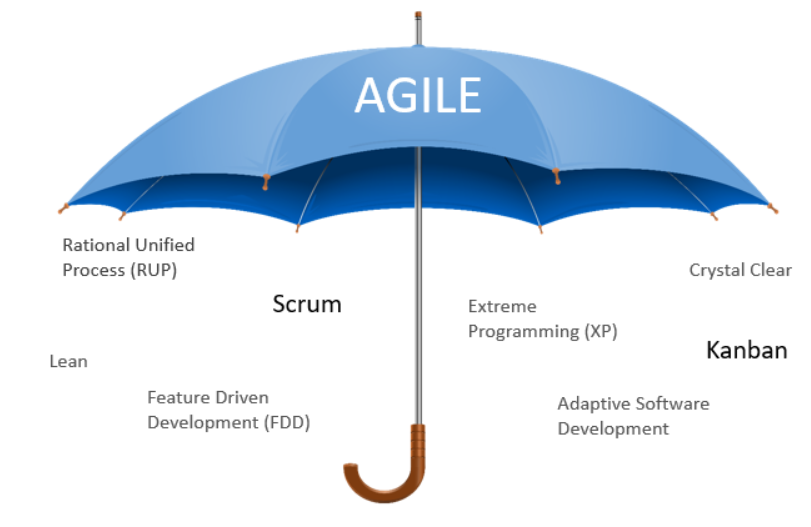 AGILE
Rational Unified
Process (RUP)
Crystal Clear
Scrum
Extreme
Programming (XP)
Kanban
Lean
Feature Driven
Development (FDD)
Adaptive Software
Development